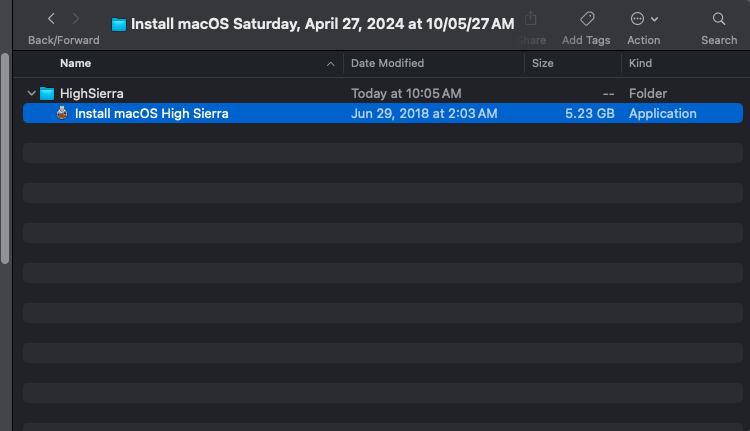 Install macOS Saturday, April 27, 2024 at 10/05/27 AM
Back/Forward Share Add Tags Action Search
Name Date Modified Size Kind
HighSierra Today at 10:05 AM -- Folder
Install macOS High Sierra Jun 29, 2018 at 2:03 AM 5.23 GB Application